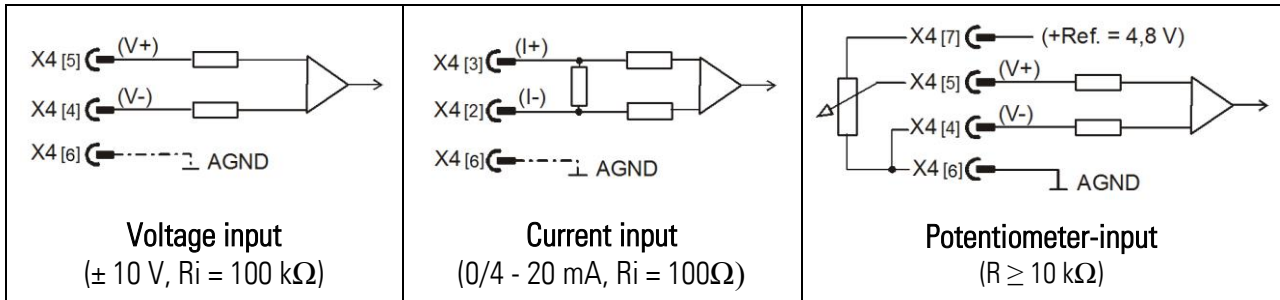 X4 [5] (V+)
X4 [4] (V-)
X4 [6] AGND
Voltage input
(± 10 V, Ri = 100 kΩ)
X4 [3] (I+)
X4 [2] (I-)
X4 [6] AGND
Current input
(0/4 - 20 mA, Ri = 100Ω)
X4 [7] (+Ref. = 4,8 V)
X4 [5] (V+)
X4 [4] (V-)
X4 [6] AGND
Potentiometer-input
(R ≥ 10 kΩ)